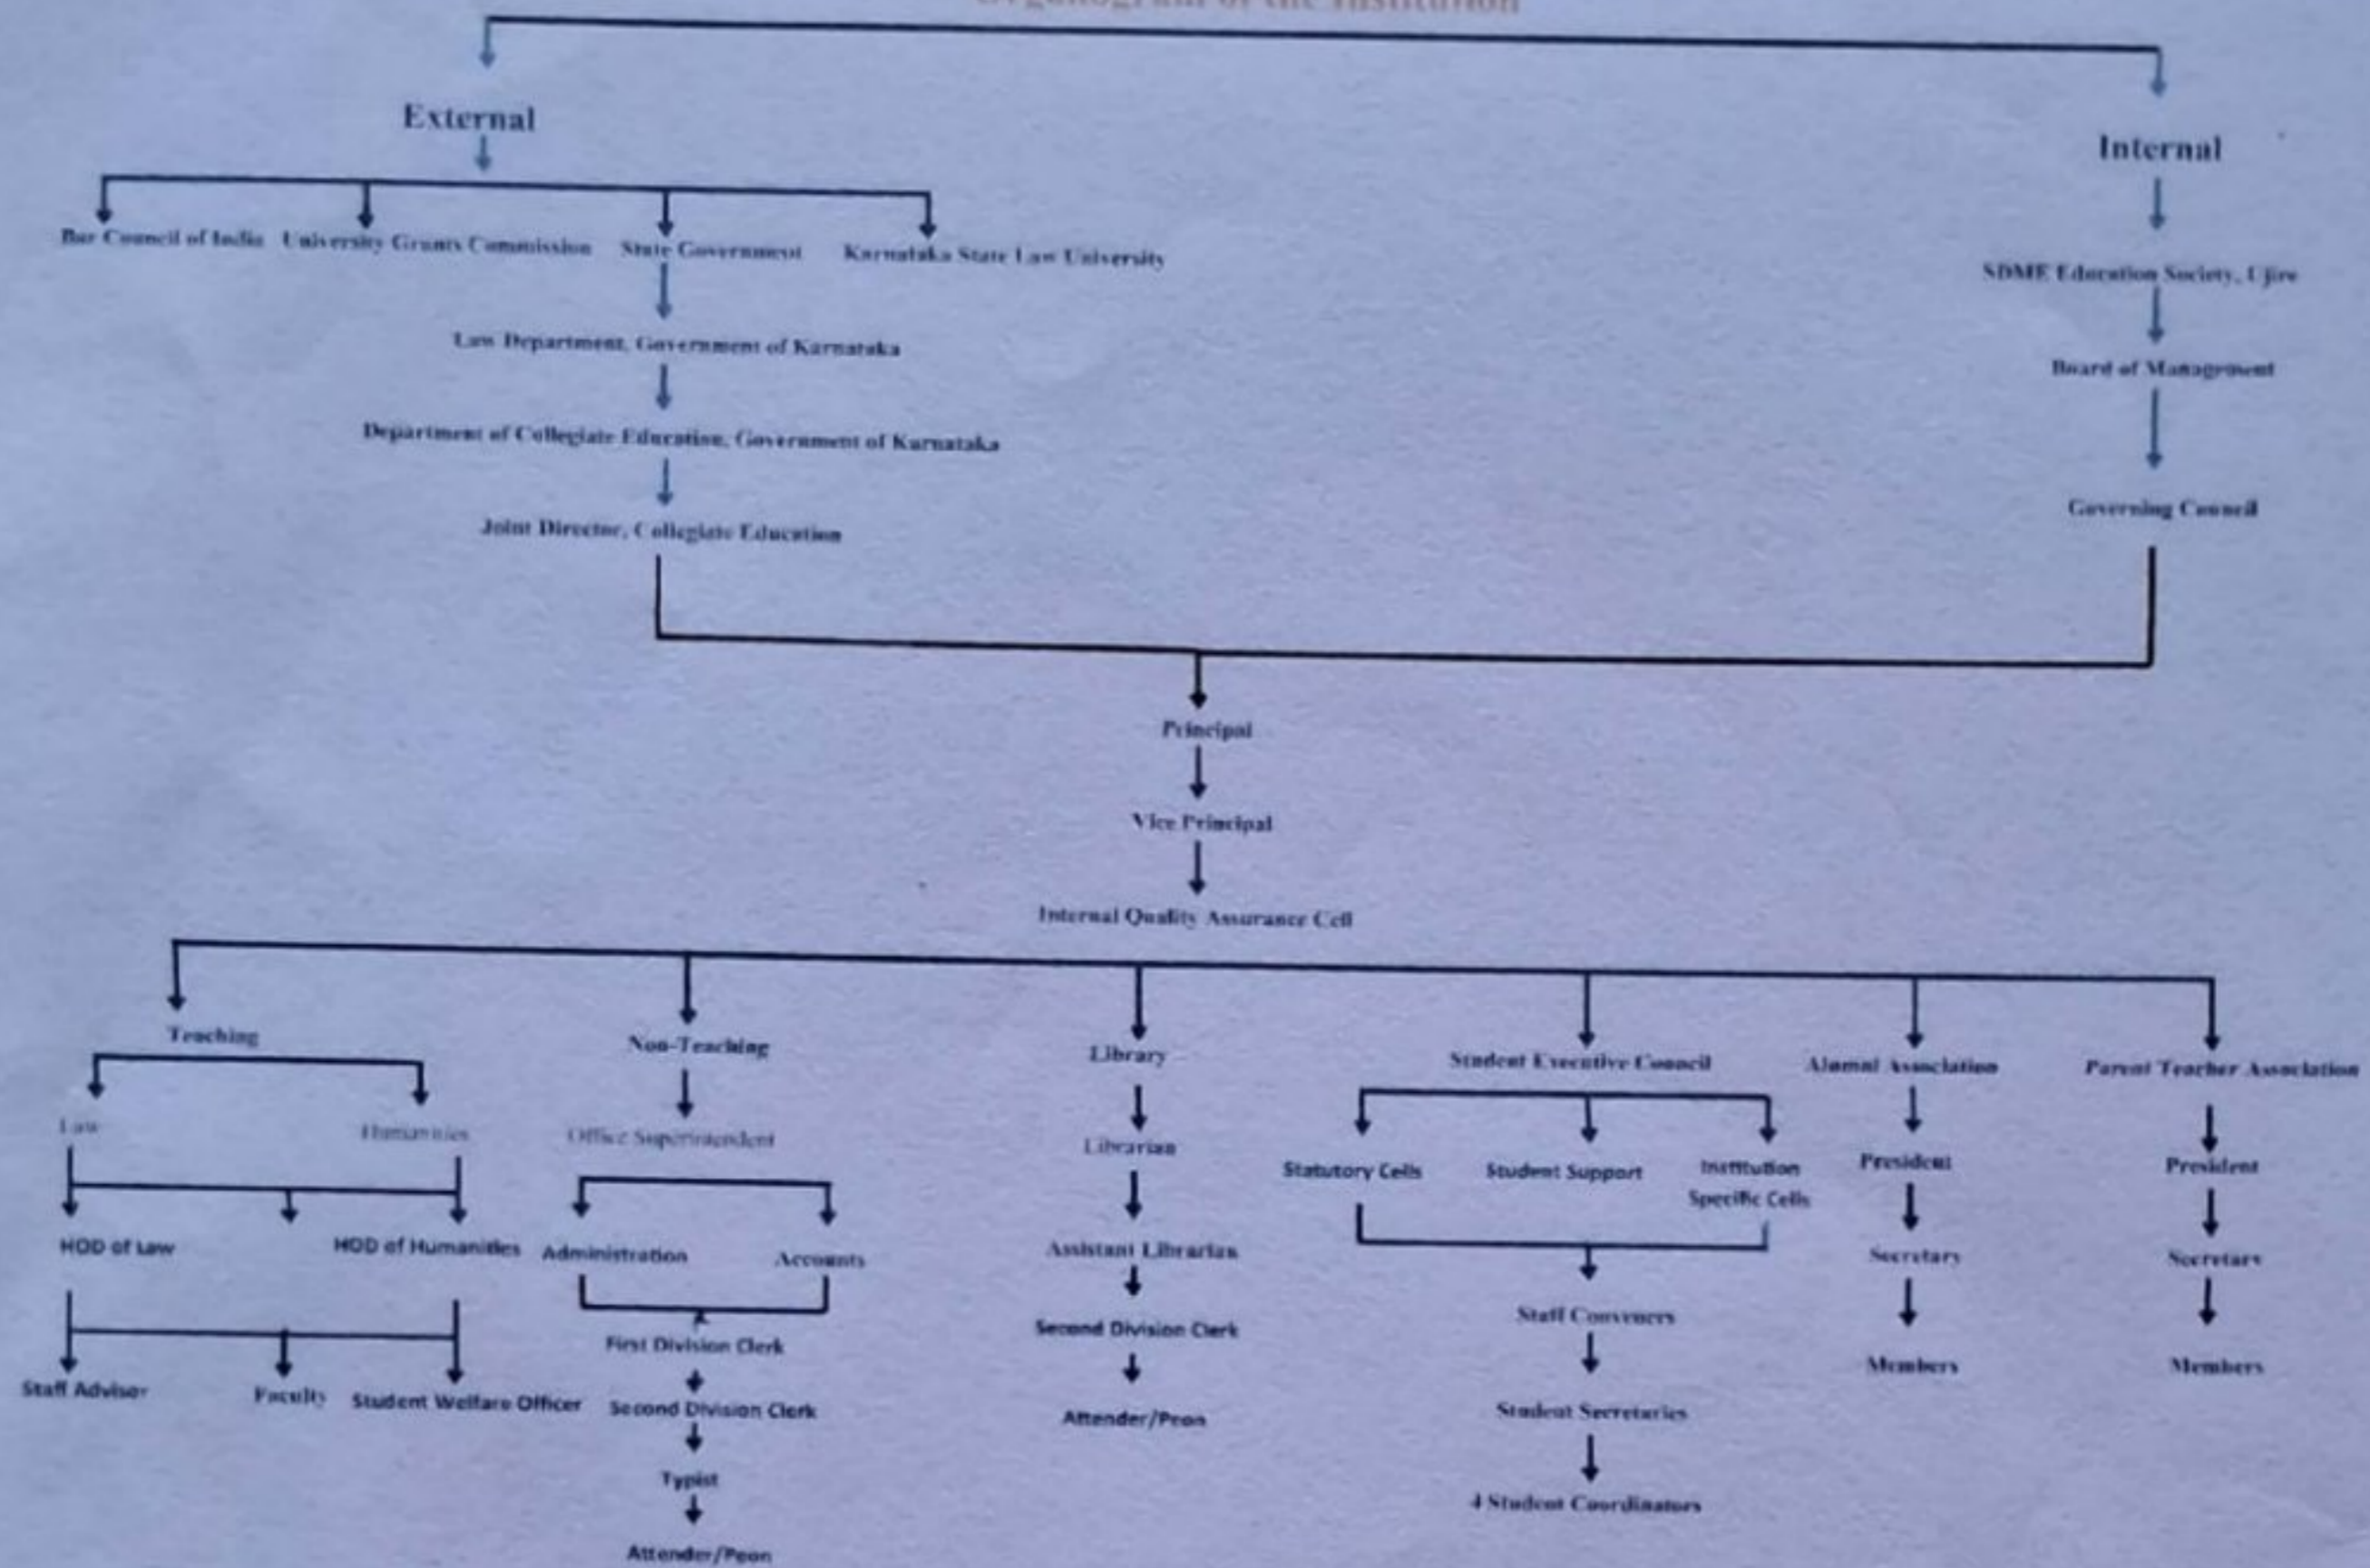 Organogram of the Institution
External
Internal
Bar Council of India University Grants Commission State Government Karnataka State Law University
SDME Education Society, Ujire
Law Department, Government of Karnataka
Board of Management
Department of Collegiate Education, Government of Karnataka
Governing Council
Joint Director, Collegiate Education
Principal
Vice Principal
Internal Quality Assurance Cell
Teaching Non-Teaching Library Student Executive Council Alumni Association Parent Teacher Association
Law Humanities Office Superintendent Librarian Statutory Cells Student Support Institution President President
Specific Cells
HOD of Law HOD of Humanities Administration Accounts Assistant Librarian Secretary Secretary
First Division Clerk Second Division Clerk Staff Conveners
Members Members
Staff Advisor Faculty Student Welfare Officer Second Division Clerk Attender/Peon Student Secretaries
Typist
4 Student Coordinators
Attender/Peon